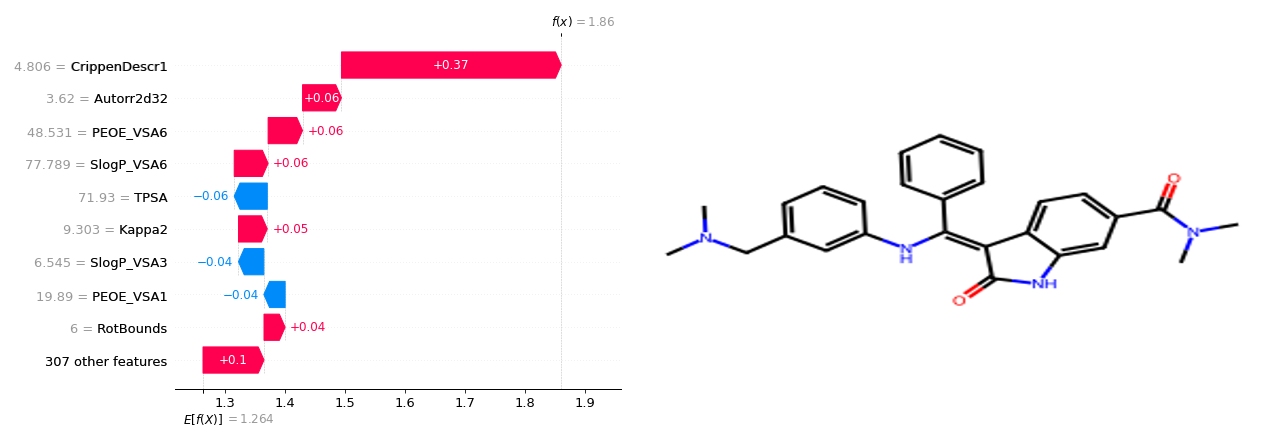 f(x) = 1.86
4.806 = CrippenDescr1
+0.37
3.62 = Autorr2d32
+0.06
48.531 = PEOE_VSA6
+0.06
77.789 = SlogP_VSA6
+0.06
71.93 = TPSA
−0.06
9.303 = Kappa2
+0.05
6.545 = SlogP_VSA3
−0.04
19.89 = PEOE_VSA1
−0.04
6 = RotBounds
+0.04
307 other features
+0.1
1.3 1.4 1.5 1.6 1.7 1.8 1.9
E[f(X)] = 1.264
O
N
N
N
H
NH
O